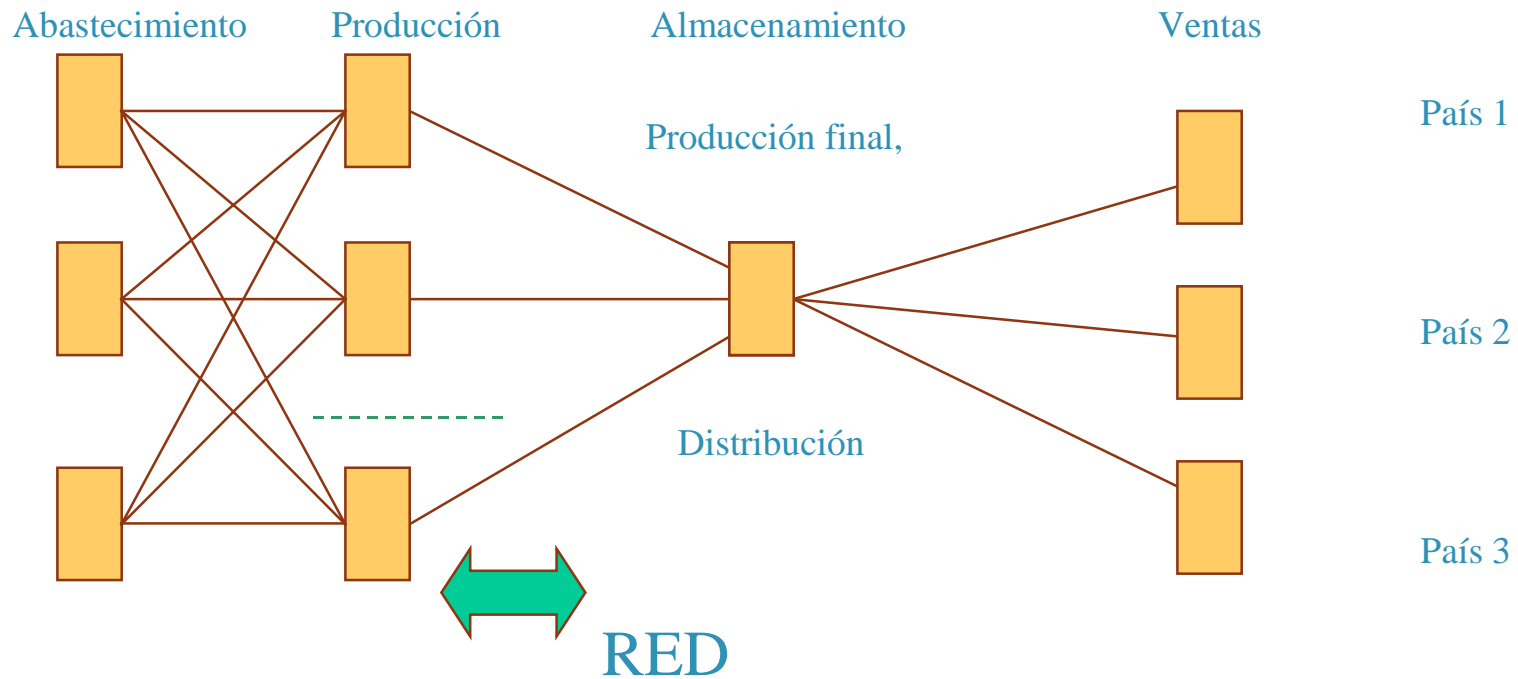 Abastecimiento
Producción
Almacenamiento
Ventas
País 1
Producción final,
País 2
Distribución
País 3
RED